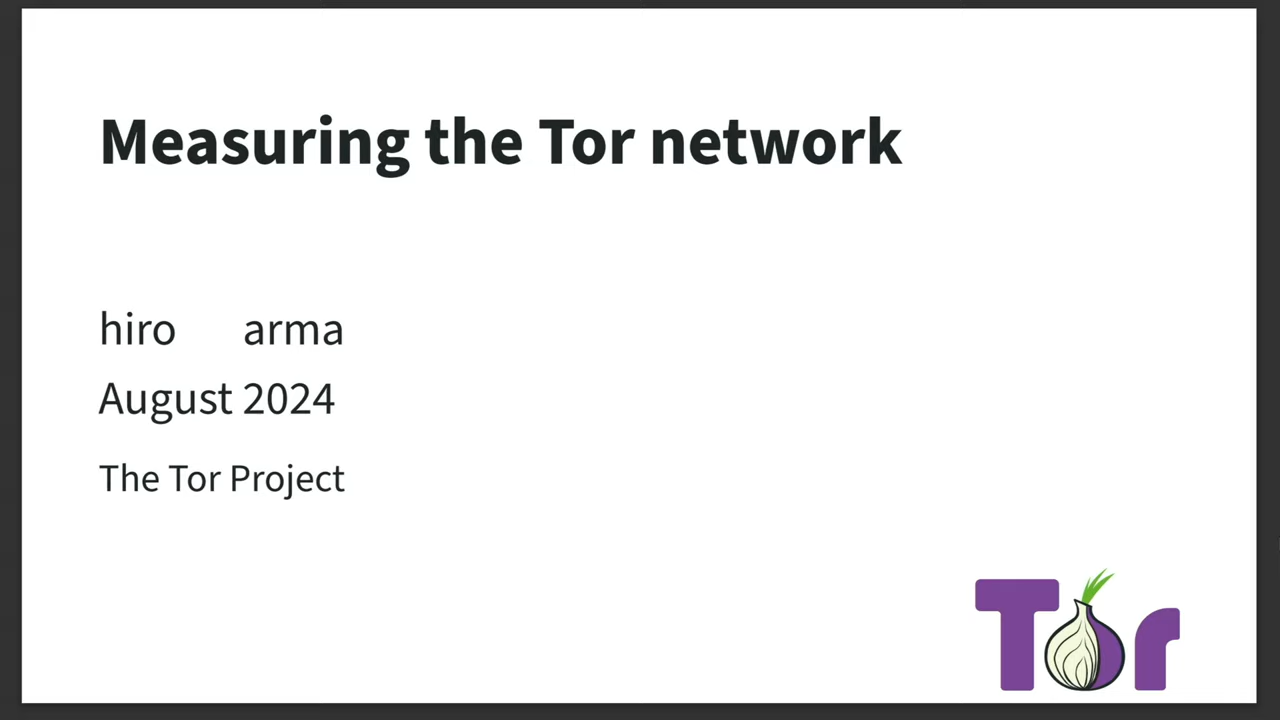 Measuring the Tor network
hiro arma
August 2024
The Tor Project
Tor